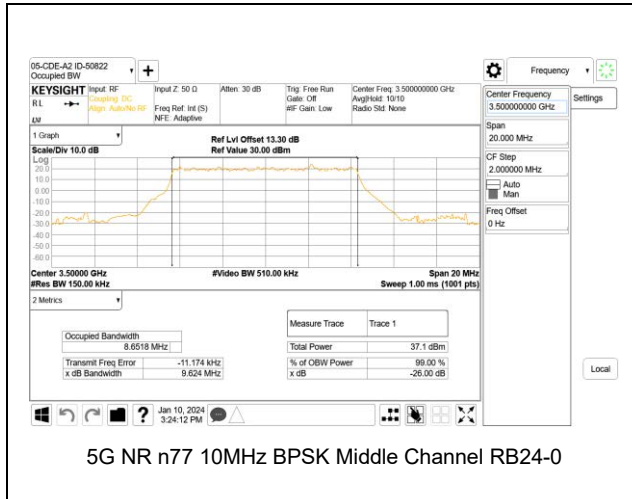 05-CDE-A2 ID-50822
Occupied BW
Frequency
KEYSIGHT
Input: RF
Input Z: 50 Ω
Atten: 30 dB
Trig: Free Run
Center Freq: 3.500000000 GHz
RL
Coupling: DC
Gate: Off
Avg|Hold: 10/10
Align: Auto/No RF
Freq Ref: Int (S)
#IF Gain: Low
Radio Std: None
NFE: Adaptive
Center Frequency
3.500000000 GHz
Settings
Span
20.000 MHz
CF Step
2.000000 MHz
Auto
Man
Freq Offset
0 Hz
Local
1 Graph
Ref Lvl Offset 13.30 dB
Scale/Div 10.0 dB
Ref Value 30.00 dBm
Log
20.0
10.0
0.00
-10.0
-20.0
-30.0
-40.0
-50.0
-60.0
Center 3.50000 GHz
#Video BW 510.00 kHz
Span 20 MHz
#Res BW 150.00 kHz
Sweep 1.00 ms (1001 pts)
2 Metrics
Measure Trace
Trace 1
Occupied Bandwidth
8.6518 MHz
Total Power
37.1 dBm
Transmit Freq Error
-11.174 kHz
% of OBW Power
99.00 %
x dB Bandwidth
9.624 MHz
x dB
-26.00 dB
?
Jan 10, 2024
3:24:12 PM
5G NR n77 10MHz BPSK Middle Channel RB24-0